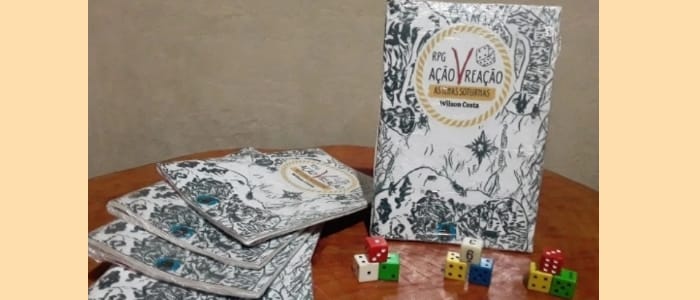 RPG
AÇÃO V REAÇÃO
AS ILHAS SOTURNAS
Wilson Costa
6